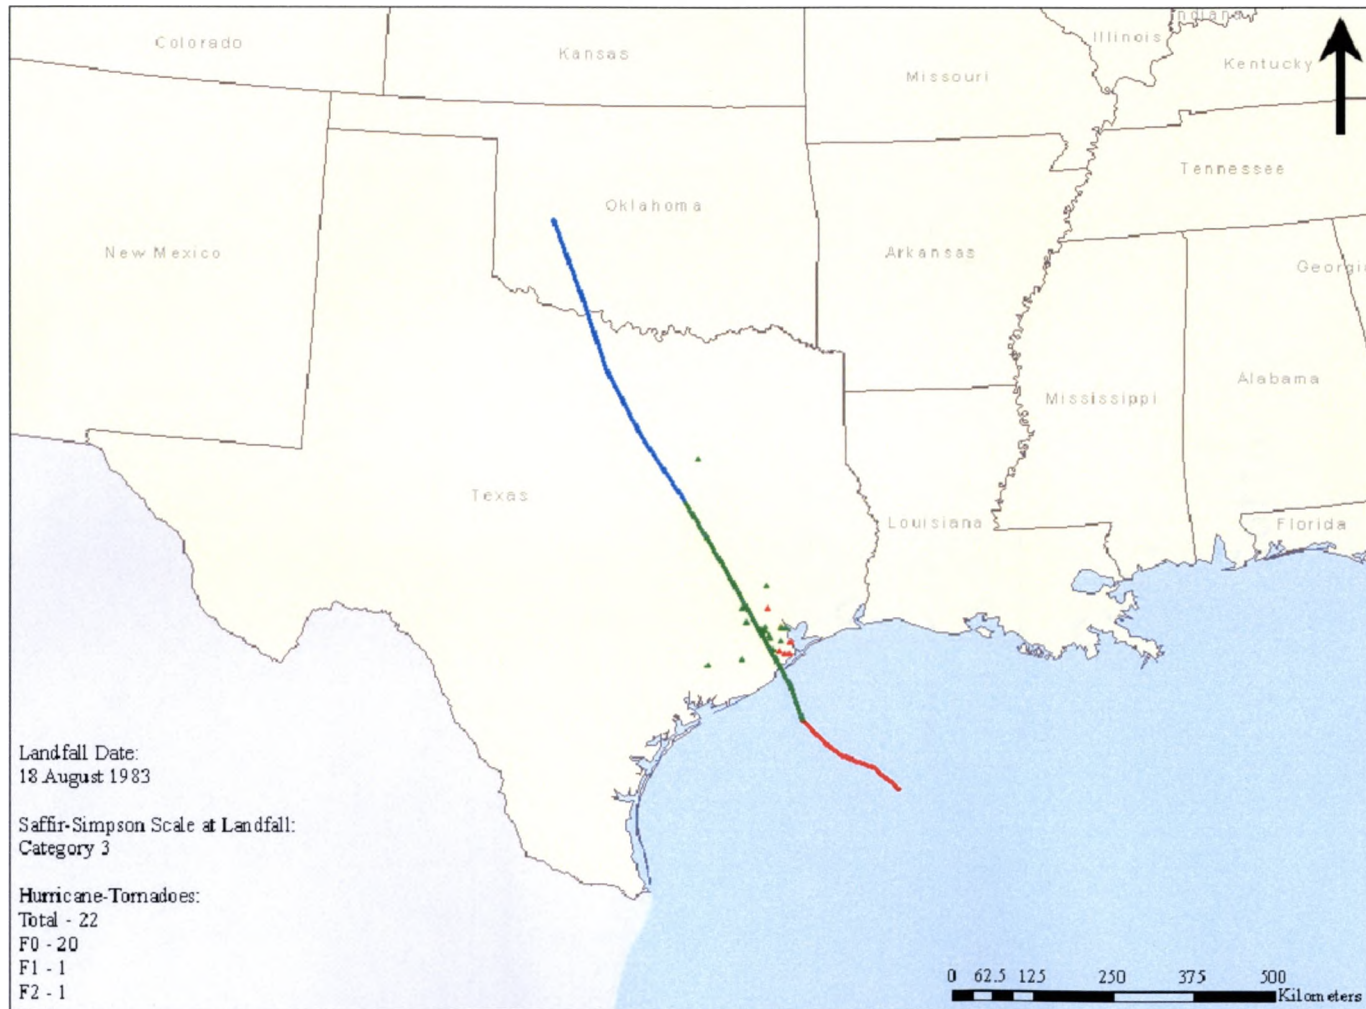 Colorado
Kansas
Missouri
Illinois
Indiana
Kentucky
Tennessee
Oklahoma
New Mexico
Arkansas
Georgia
Alabama
Mississippi
Texas
Louisiana
Florida
Landfall Date:
18 August 1983
Saffir-Simpson Scale at Landfall:
Category 3
Hurricane-Tornadoes:
Total - 22
F0 - 20
F1 - 1
F2 - 1
0 62.5 125 250 375 500
Kilometers